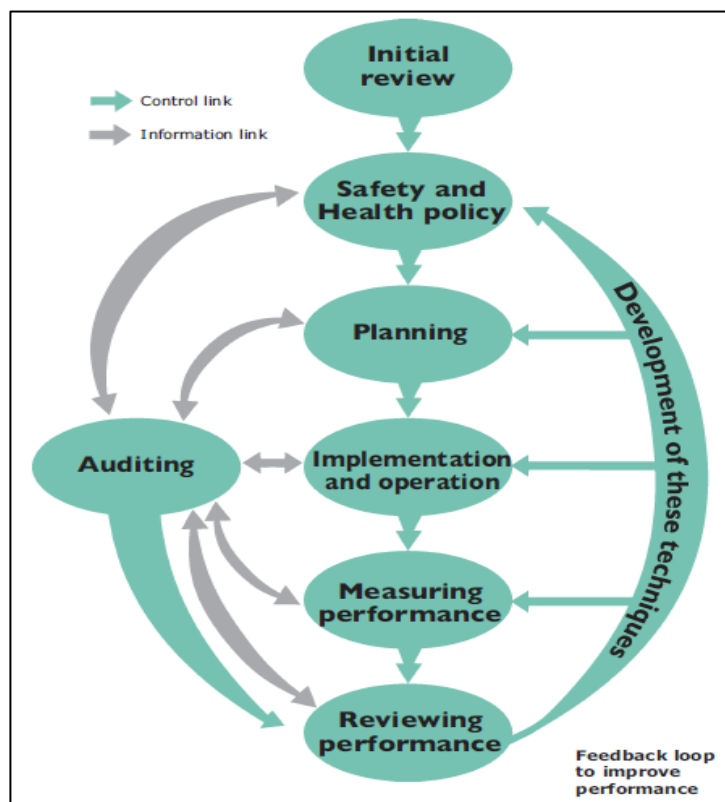 Initial
review
Control link
Information link
Safety and
Health policy
Planning
Auditing
Implementation
and operation
Measuring
performance
Reviewing
performance
Development of these techniques
Feedback loop
to improve
performance